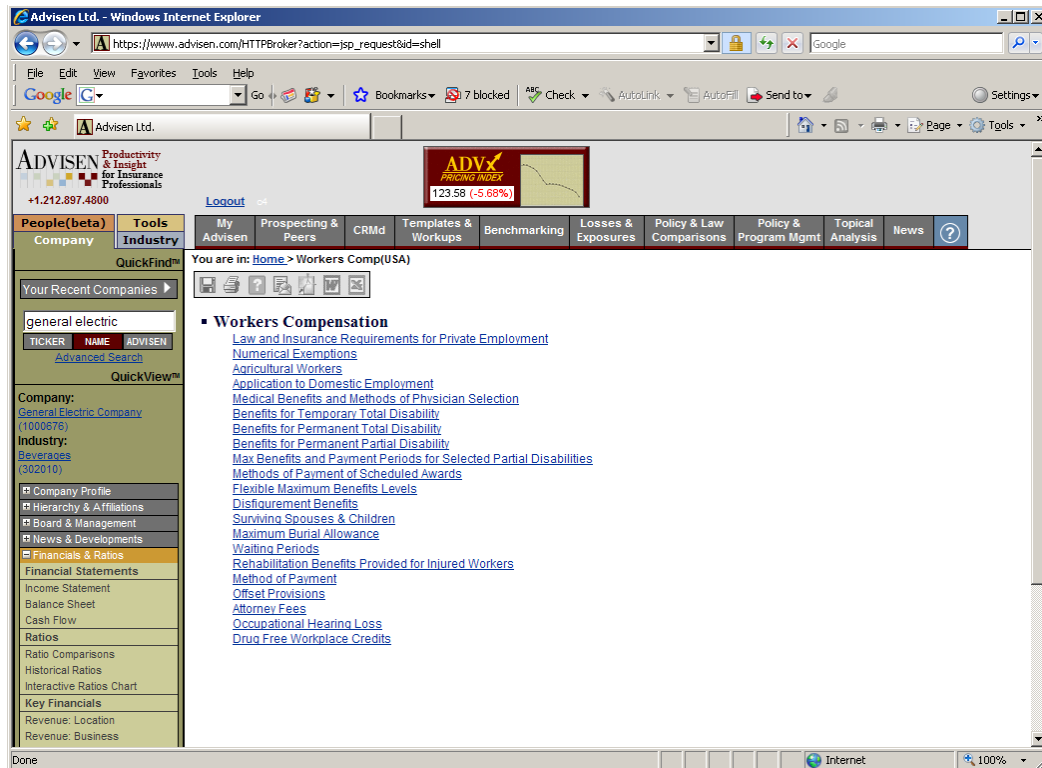 Advisen Ltd. - Windows Internet Explorer
https://www.advisen.com/HTTPBroker?action=jsp_request&id=shell
Google
File Edit View Favorites Tools Help
Google G Go Bookmarks 7 blocked ABC Check AutoLink AutoFill Send to Settings
Advisen Ltd. Page Tools »
ADVISEN Productivity & Insight for Insurance Professionals
ADVx
PRICING INDEX
123.58 (-5.68%)
+1.212.897.4800
Logout c4
People(beta) Tools
Company Industry
My Advisen Prospecting & Peers CRMd Templates & Workups Benchmarking Losses & Exposures Policy & Law Comparisons Policy & Program Mgmt Topical Analysis News ?
QuickFind™
You are in: Home > Workers Comp(USA)
Your Recent Companies
general electric
TICKER NAME ADVISEN
Advanced Search
QuickView™
Company:
General Electric Company
(1000676)
Industry:
Beverages
(302010)
Company Profile
Hierarchy & Affiliations
Board & Management
News & Developments
Financials & Ratios
Financial Statements
Income Statement
Balance Sheet
Cash Flow
Ratios
Ratio Comparisons
Historical Ratios
Interactive Ratios Chart
Key Financials
Revenue: Location
Revenue: Business
▪ Workers Compensation
Law and Insurance Requirements for Private Employment
Numerical Exemptions
Agricultural Workers
Application to Domestic Employment
Medical Benefits and Methods of Physician Selection
Benefits for Temporary Total Disability
Benefits for Permanent Total Disability
Benefits for Permanent Partial Disability
Max Benefits and Payment Periods for Selected Partial Disabilities
Methods of Payment of Scheduled Awards
Flexible Maximum Benefits Levels
Disfigurement Benefits
Surviving Spouses & Children
Maximum Burial Allowance
Waiting Periods
Rehabilitation Benefits Provided for Injured Workers
Method of Payment
Offset Provisions
Attorney Fees
Occupational Hearing Loss
Drug Free Workplace Credits
Done Internet 100%